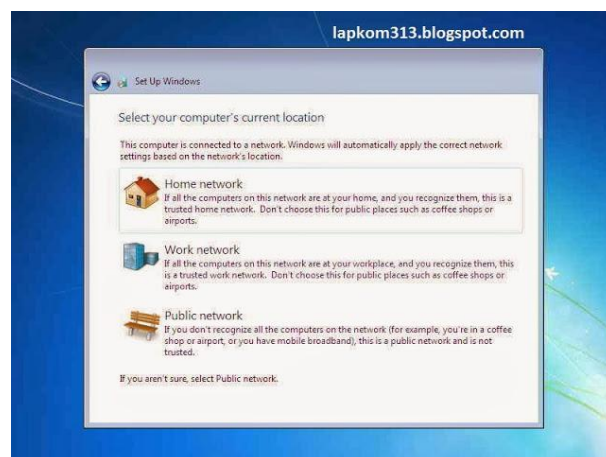 lapkom313.blogspot.com
Set Up Windows
Select your computer's current location
This computer is connected to a network. Windows will automatically apply the correct network
settings based on the network's location.
Home network
If all the computers on this network are at your home, and you recognize them, this is a
trusted home network. Don't choose this for public places such as coffee shops or
airports.
Work network
If all the computers on this network are at your workplace, and you recognize them, this
is a trusted work network. Don't choose this for public places such as coffee shops or
airports.
Public network
If you don't recognize all the computers on the network (for example, you're in a coffee
shop or airport, or you have mobile broadband), this is a public network and is not
trusted.
If you aren't sure, select Public network.